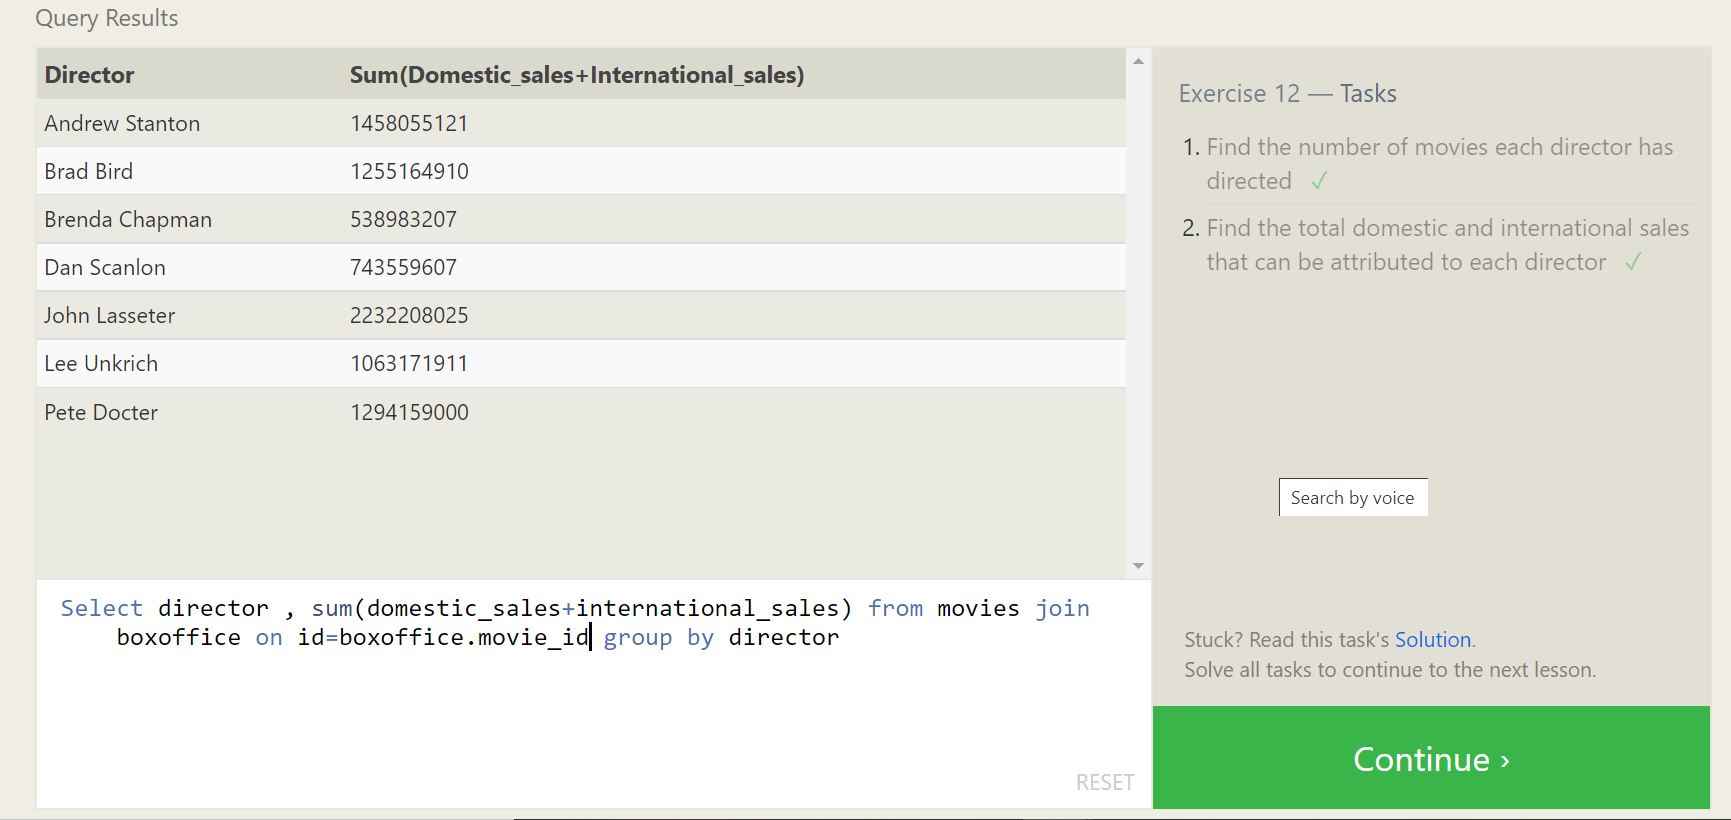 Query Results
Director Sum(Domestic_sales+International_sales)
Andrew Stanton 1458055121
Brad Bird 1255164910
Brenda Chapman 538983207
Dan Scanlon 743559607
John Lasseter 2232208025
Lee Unkrich 1063171911
Pete Docter 1294159000
Select director , sum(domestic_sales+international_sales) from movies join
boxoffice on id=boxoffice.movie_id group by director
RESET
Exercise 12 — Tasks
1. Find the number of movies each director has
directed ✓
2. Find the total domestic and international sales
that can be attributed to each director ✓
Search by voice
Stuck? Read this task's Solution.
Solve all tasks to continue to the next lesson.
Continue ›